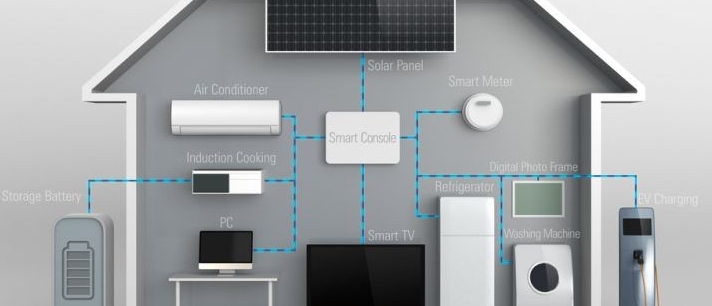 Solar Panel
Air Conditioner
Smart Meter
Smart Console
Induction Cooking
Digital Photo Frame
Refrigerator
Storage Battery
EV Charging
PC
Smart TV
Washing Machine